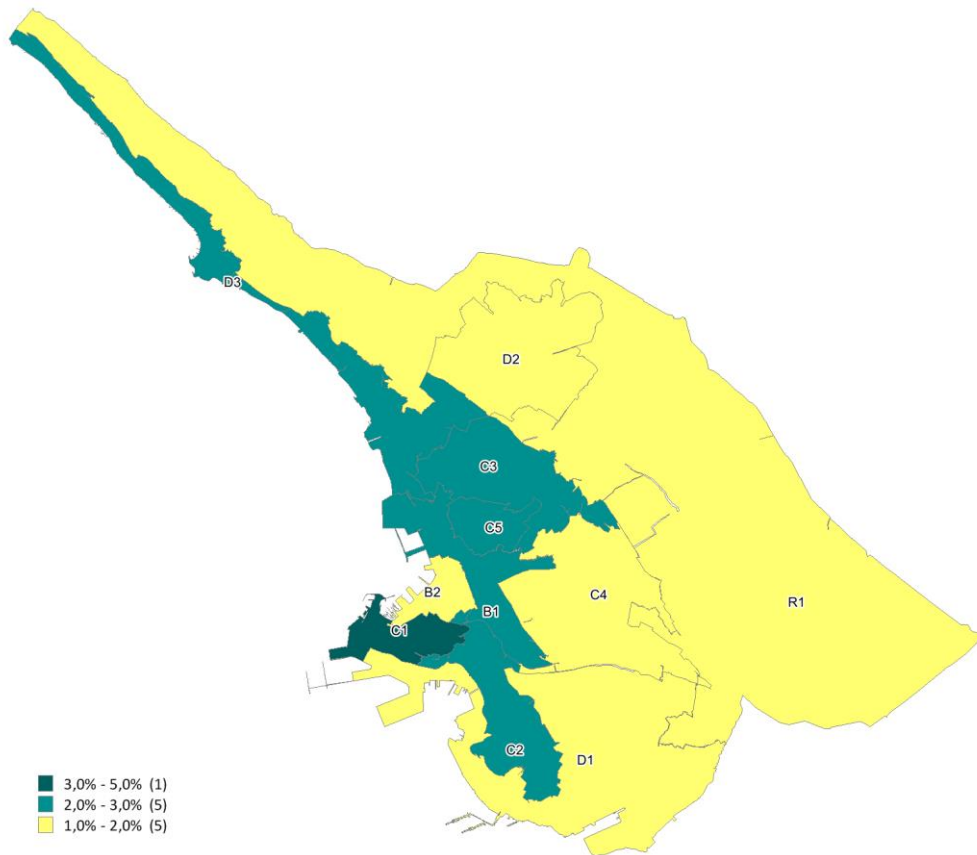 D3
D2
C3
C5
B2
C4
B1
R1
C1
C2
D1
3,0% - 5,0% (1)
2,0% - 3,0% (5)
1,0% - 2,0% (5)